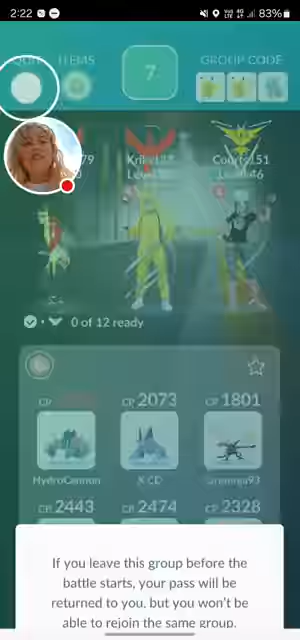 2:22 83%
ITEMS GROUP CODE
7
Courts151
0 of 12 ready
CP CP 2073 CP 1801
HydroCannon X CD
CP 2443 CP 2474 CP 2328
If you leave this group before the
battle starts, your pass will be
returned to you, but you won't be
able to rejoin the same group.